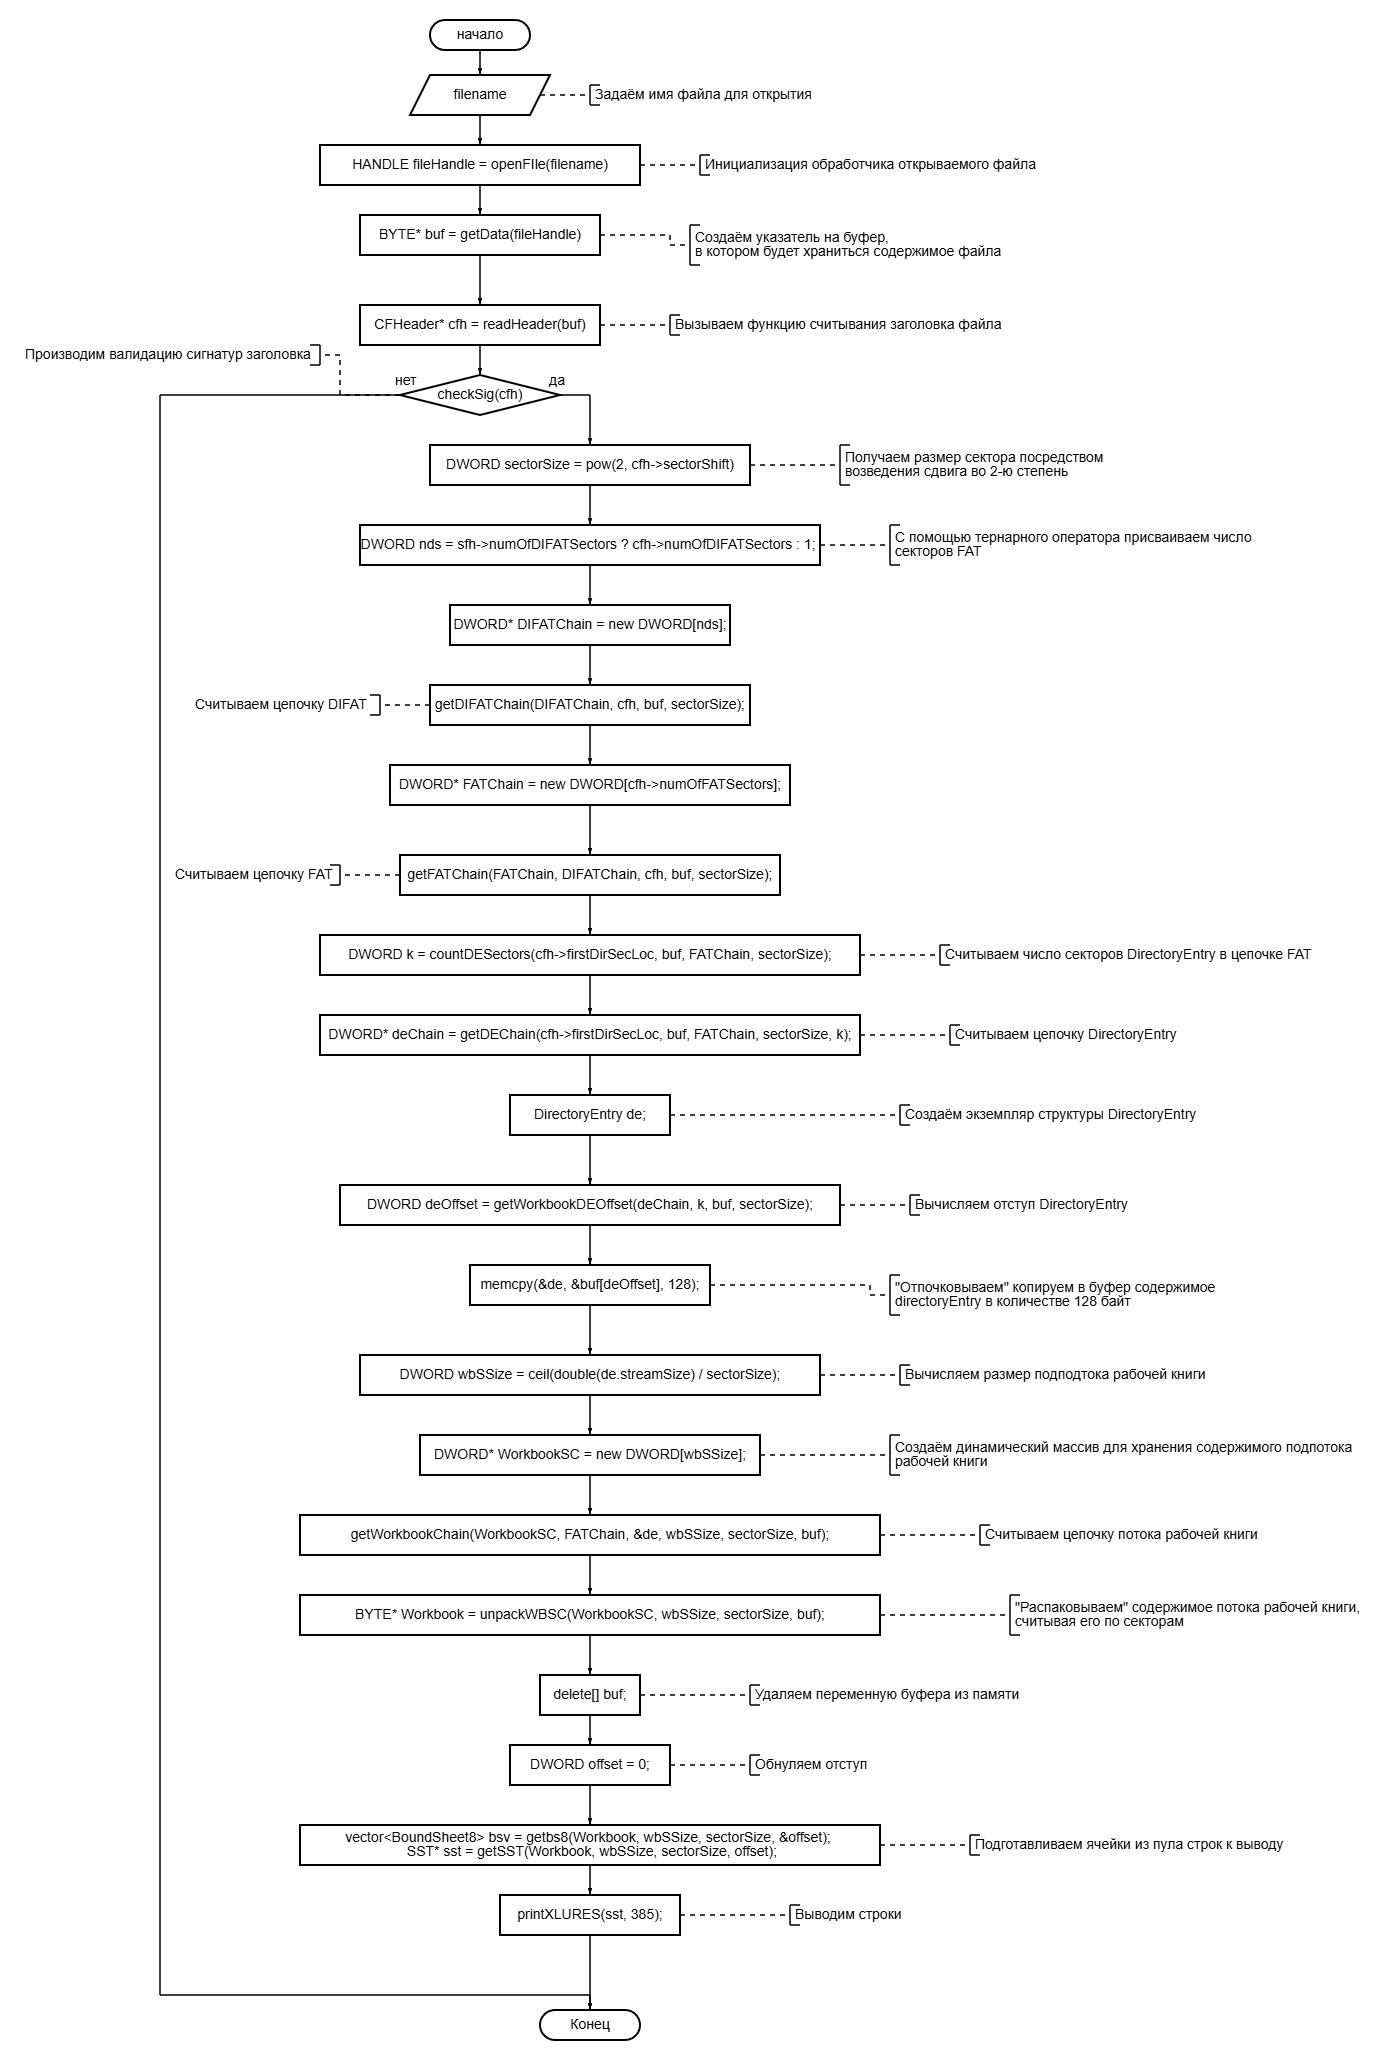 начало
filename
Задаём имя файла для открытия
HANDLE fileHandle = openFIle(filename)
Инициализация обработчика открываемого файла
BYTE* buf = getData(fileHandle)
Создаём указатель на буфер,
в котором будет храниться содержимое файла
CFHeader* cfh = readHeader(buf)
Вызываем функцию считывания заголовка файла
Производим валидацию сигнатур заголовка
нет
да
checkSig(cfh)
DWORD sectorSize = pow(2, cfh->sectorShift)
Получаем размер сектора посредством
возведения сдвига во 2-ю степень
DWORD nds = sfh->numOfDIFATSectors ? cfh->numOfDIFATSectors : 1;
С помощью тернарного оператора присваиваем число
секторов FAT
DWORD* DIFATChain = new DWORD[nds];
Считываем цепочку DIFAT
getDIFATChain(DIFATChain, cfh, buf, sectorSize);
DWORD* FATChain = new DWORD[cfh->numOfFATSectors];
Считываем цепочку FAT
getFATChain(FATChain, DIFATChain, cfh, buf, sectorSize);
DWORD k = countDESectors(cfh->firstDirSecLoc, buf, FATChain, sectorSize);
Считываем число секторов DirectoryEntry в цепочке FAT
DWORD* deChain = getDEChain(cfh->firstDirSecLoc, buf, FATChain, sectorSize, k);
Считываем цепочку DirectoryEntry
DirectoryEntry de;
Создаём экземпляр структуры DirectoryEntry
DWORD deOffset = getWorkbookDEOffset(deChain, k, buf, sectorSize);
Вычисляем отступ DirectoryEntry
memcpy(&de, &buf[deOffset], 128);
"Отпочковываем" копируем в буфер содержимое
directoryEntry в количестве 128 байт
DWORD wbSSize = ceil(double(de.streamSize) / sectorSize);
Вычисляем размер подподтока рабочей книги
DWORD* WorkbookSC = new DWORD[wbSSize];
Создаём динамический массив для хранения содержимого подпотока
рабочей книги
getWorkbookChain(WorkbookSC, FATChain, &de, wbSSize, sectorSize, buf);
Считываем цепочку потока рабочей книги
BYTE* Workbook = unpackWBSC(WorkbookSC, wbSSize, sectorSize, buf);
"Распаковываем" содержимое потока рабочей книги,
считывая его по секторам
delete[] buf;
Удаляем переменную буфера из памяти
DWORD offset = 0;
Обнуляем отступ
vector<BoundSheet8> bsv = getbs8(Workbook, wbSSize, sectorSize, &offset);
SST* sst = getSST(Workbook, wbSSize, sectorSize, offset);
Подготавливаем ячейки из пула строк к выводу
printXLURES(sst, 385);
Выводим строки
Конец